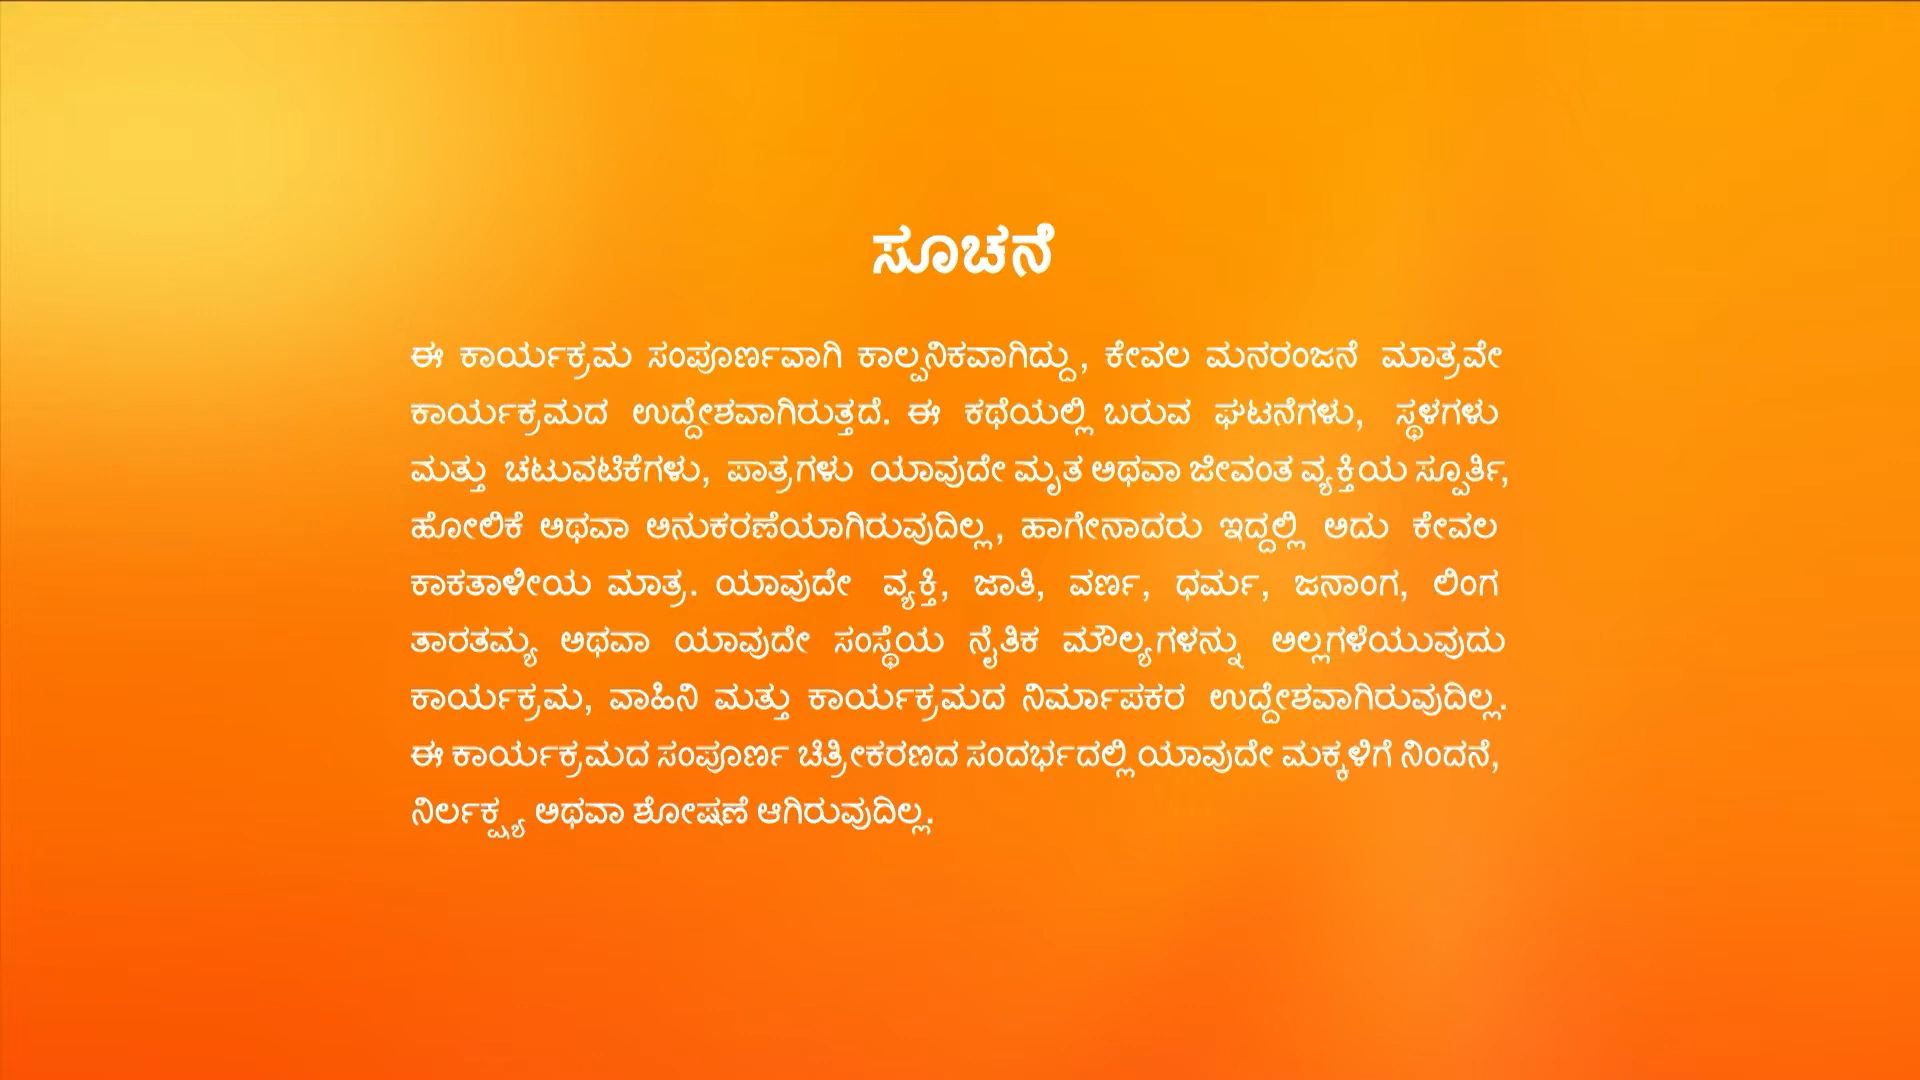 ಸೂಚನೆ
ಈ ಕಾರ್ಯಕ್ರಮ ಸಂಪೂರ್ಣವಾಗಿ ಕಾಲ್ಪನಿಕವಾಗಿದ್ದು, ಕೇವಲ ಮನರಂಜನೆ ಮಾತ್ರವೇ
ಕಾರ್ಯಕ್ರಮದ ಉದ್ದೇಶವಾಗಿರುತ್ತದೆ. ಈ ಕಥೆಯಲ್ಲಿ ಬರುವ ಘಟನೆಗಳು, ಸ್ಥಳಗಳು
ಮತ್ತು ಚಟುವಟಿಕೆಗಳು, ಪಾತ್ರಗಳು ಯಾವುದೇ ಮೃತ ಅಥವಾ ಜೀವಂತ ವ್ಯಕ್ತಿಯ ಸ್ಪೂರ್ತಿ,
ಹೋಲಿಕೆ ಅಥವಾ ಅನುಕರಣೆಯಾಗಿರುವುದಿಲ್ಲ, ಹಾಗೇನಾದರು ಇದ್ದಲ್ಲಿ ಅದು ಕೇವಲ
ಕಾಕತಾಳೀಯ ಮಾತ್ರ. ಯಾವುದೇ ವ್ಯಕ್ತಿ, ಜಾತಿ, ವರ್ಣ, ಧರ್ಮ, ಜನಾಂಗ, ಲಿಂಗ
ತಾರತಮ್ಯ ಅಥವಾ ಯಾವುದೇ ಸಂಸ್ಥೆಯ ನೈತಿಕ ಮೌಲ್ಯಗಳನ್ನು ಅಲ್ಲಗಳೆಯುವುದು
ಕಾರ್ಯಕ್ರಮ, ವಾಹಿನಿ ಮತ್ತು ಕಾರ್ಯಕ್ರಮದ ನಿರ್ಮಾಪಕರ ಉದ್ದೇಶವಾಗಿರುವುದಿಲ್ಲ.
ಈ ಕಾರ್ಯಕ್ರಮದ ಸಂಪೂರ್ಣ ಚಿತ್ರೀಕರಣದ ಸಂದರ್ಭದಲ್ಲಿ ಯಾವುದೇ ಮಕ್ಕಳಿಗೆ ನಿಂದನೆ,
ನಿರ್ಲಕ್ಷ್ಯ ಅಥವಾ ಶೋಷಣೆ ಆಗಿರುವುದಿಲ್ಲ.